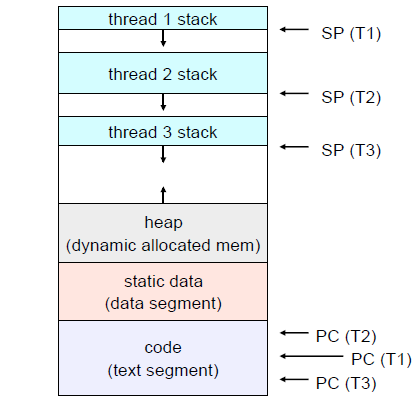 thread 1 stack
SP (T1)
thread 2 stack
SP (T2)
thread 3 stack
SP (T3)
heap
(dynamic allocated mem)
static data
(data segment)
code
(text segment)
PC (T2)
PC (T1)
PC (T3)